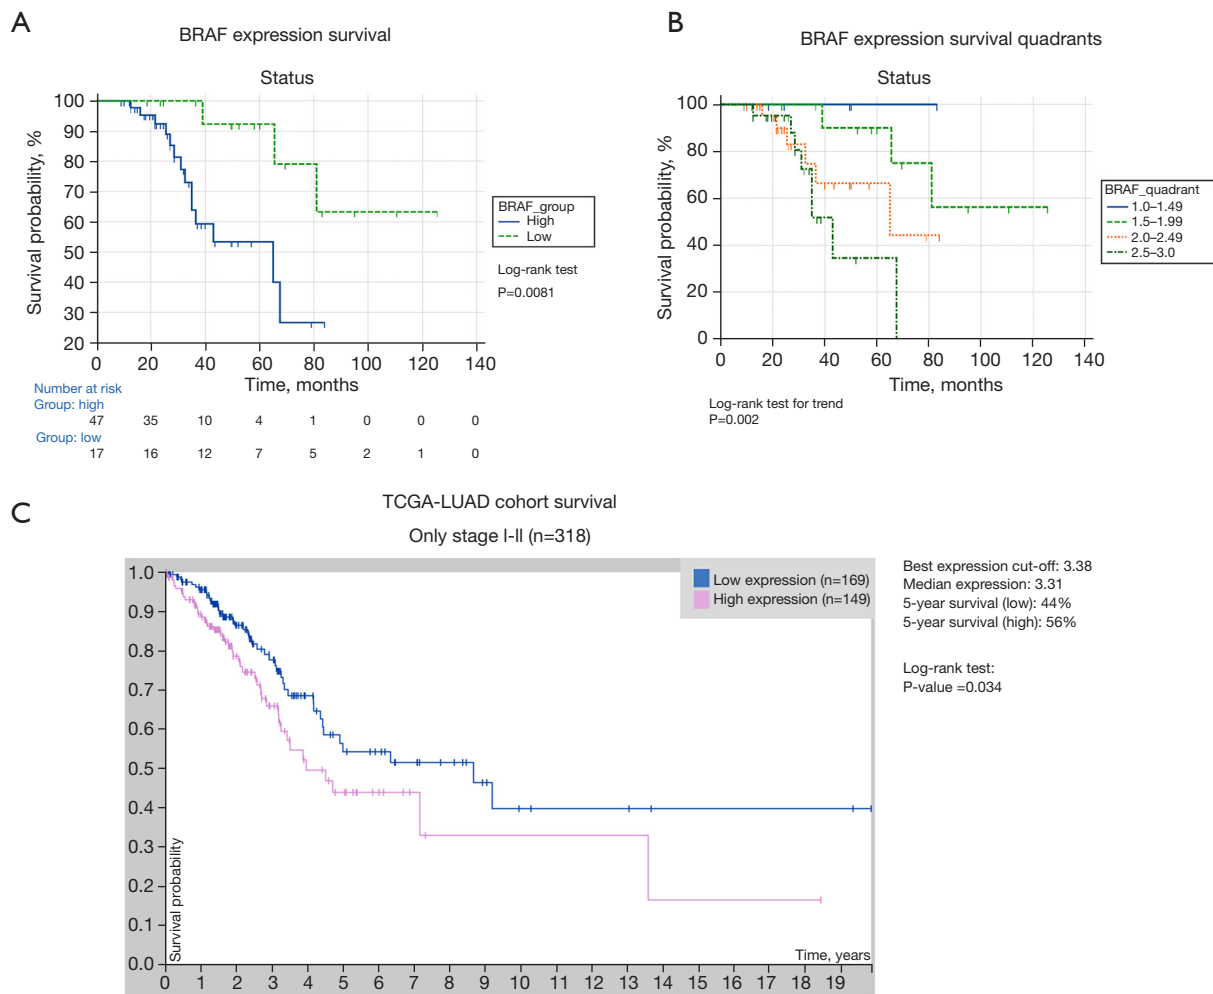 A
BRAF expression survival
Status
Survival probability, %
100
90
80
70
60
50
40
30
20
0 20 40 60 80 100 120 140
Time, months
BRAF_group
High
Low
Log-rank test
P=0.0081
Number at risk
Group: high
47 35 10 4 1 0 0 0
Group: low
17 16 12 7 5 2 1 0
B
BRAF expression survival quadrants
Status
Survival probability, %
100
80
60
40
20
0
0 20 40 60 80 100 120 140
Time, months
BRAF_quadrant
1.0–1.49
1.5–1.99
2.0–2.49
2.5–3.0
Log-rank test for trend
P=0.002
C
TCGA-LUAD cohort survival
Only stage I-II (n=318)
Low expression (n=169)
High expression (n=149)
1.0
0.9
0.8
0.7
0.6
0.5
0.4
0.3
0.2
0.1
0.0
Survival probability
Time, years
0 1 2 3 4 5 6 7 8 9 10 11 12 13 14 15 16 17 18 19
Best expression cut-off: 3.38
Median expression: 3.31
5-year survival (low): 44%
5-year survival (high): 56%
Log-rank test:
P-value =0.034